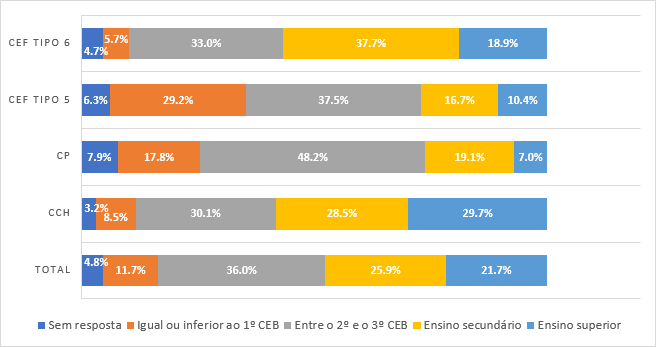 CEF TIPO 6
4.7%
5.7%
33.0%
37.7%
18.9%
CEF TIPO 5
6.3%
29.2%
37.5%
16.7%
10.4%
CP
7.9%
17.8%
48.2%
19.1%
7.0%
CCH
3.2%
8.5%
30.1%
28.5%
29.7%
TOTAL
4.8%
11.7%
36.0%
25.9%
21.7%
Sem resposta
Igual ou inferior ao 1º CEB
Entre o 2º e o 3º CEB
Ensino secundário
Ensino superior